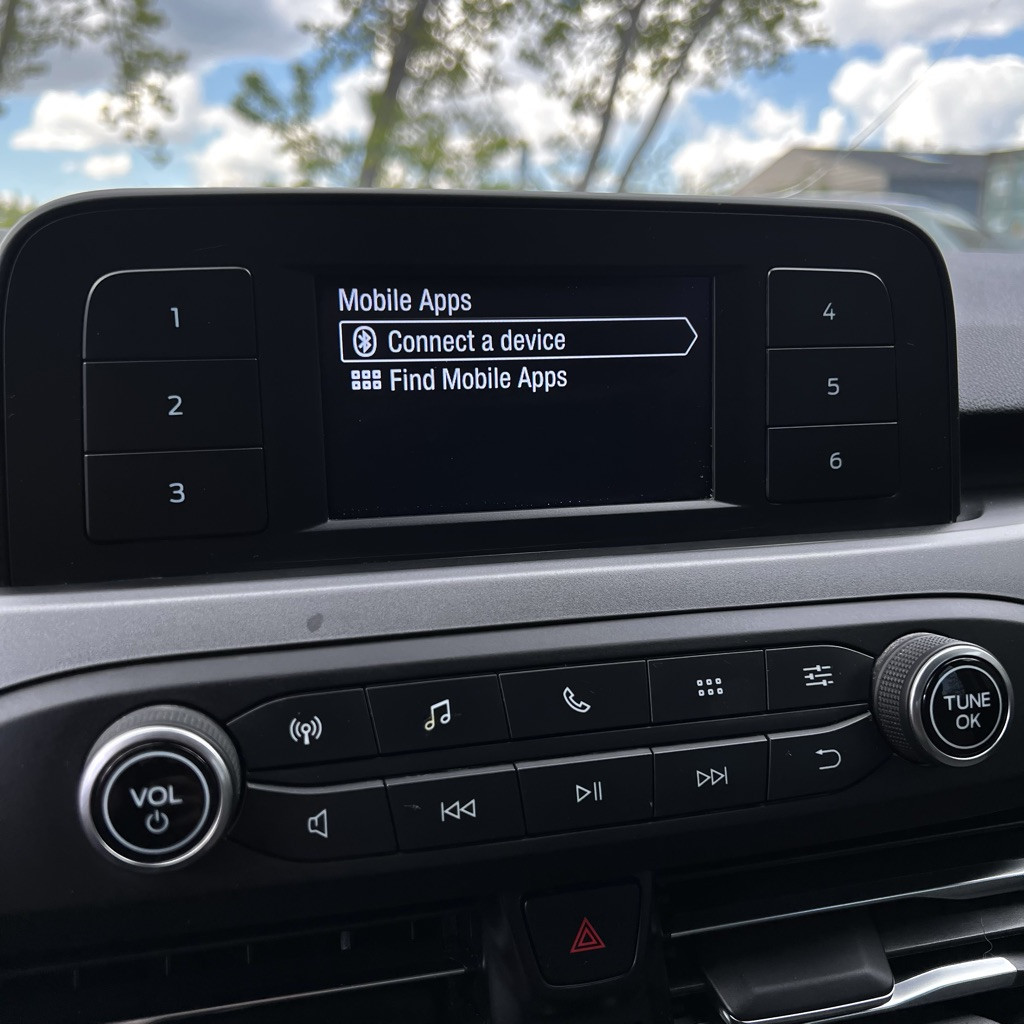 Mobile Apps
Connect a device
Find Mobile Apps
1
2
3
4
5
6
VOL
TUNE
OK